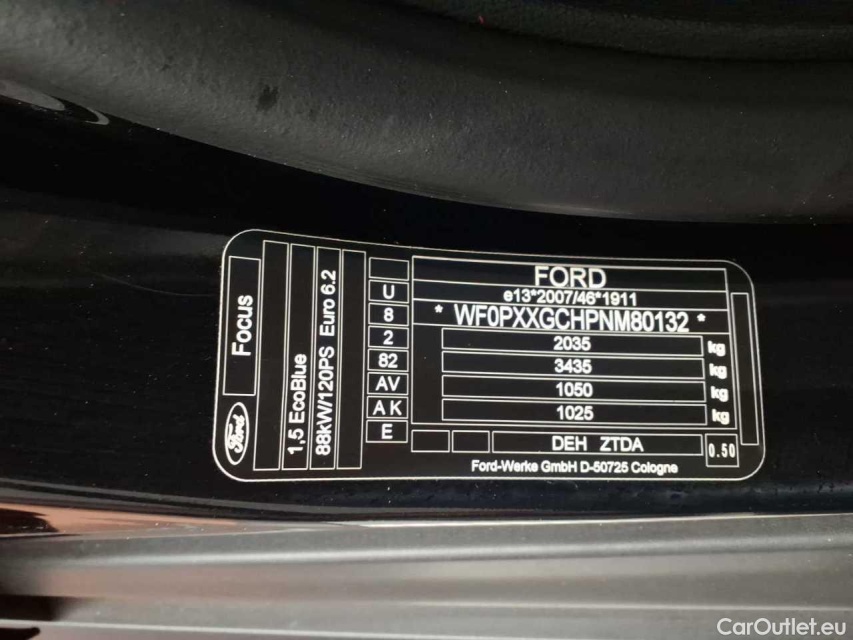 Focus
Ford
1,5 EcoBlue
88kW/120PS Euro 6.2
U
8
2
82
AV
A K
E
FORD
e13*2007/46*1911
* WF0PXXGCHPNM80132 *
2035 kg
3435 kg
1050 kg
1025 kg
DEH ZTDA
0.50
Ford-Werke GmbH D-50725 Cologne
CarOutlet.eu